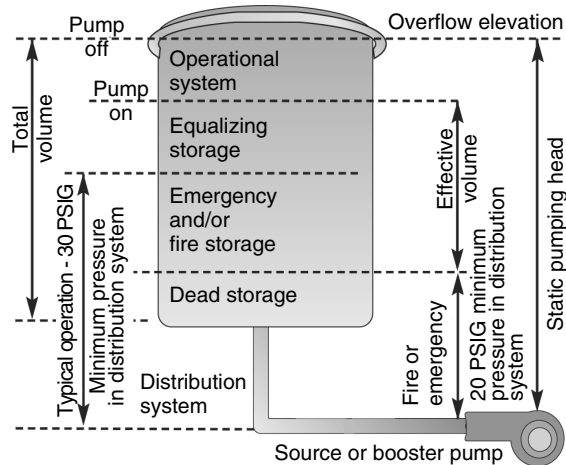 Pump
off
Overflow elevation
Operational
system
Pump
on
Total
volume
Equalizing
storage
Effective
volume
Static pumping head
Typical operation - 30 PSIG
Minimum pressure
in distribution system
Emergency
and/or
fire storage
Dead storage
Fire or
emergency
20 PSIG minimum
pressure in distribution
system
Distribution
system
Source or booster pump